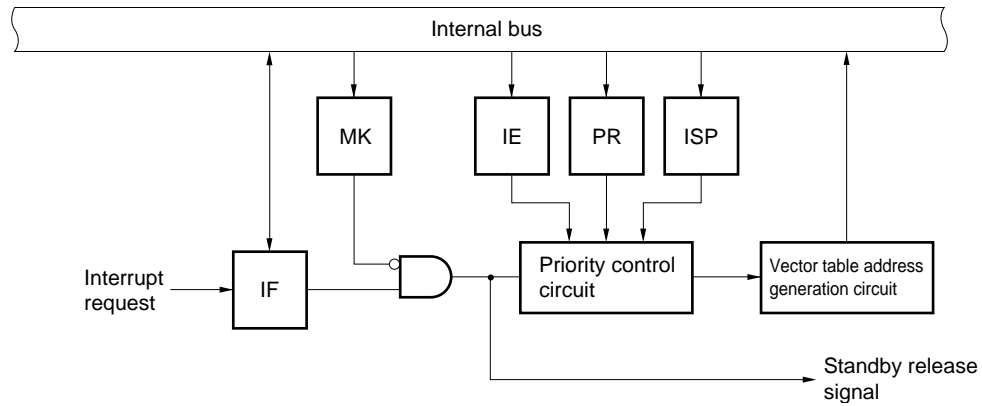 Internal bus
MK
IE
PR
ISP
Interrupt
request
IF
Priority control
circuit
Vector table address
generation circuit
Standby release
signal